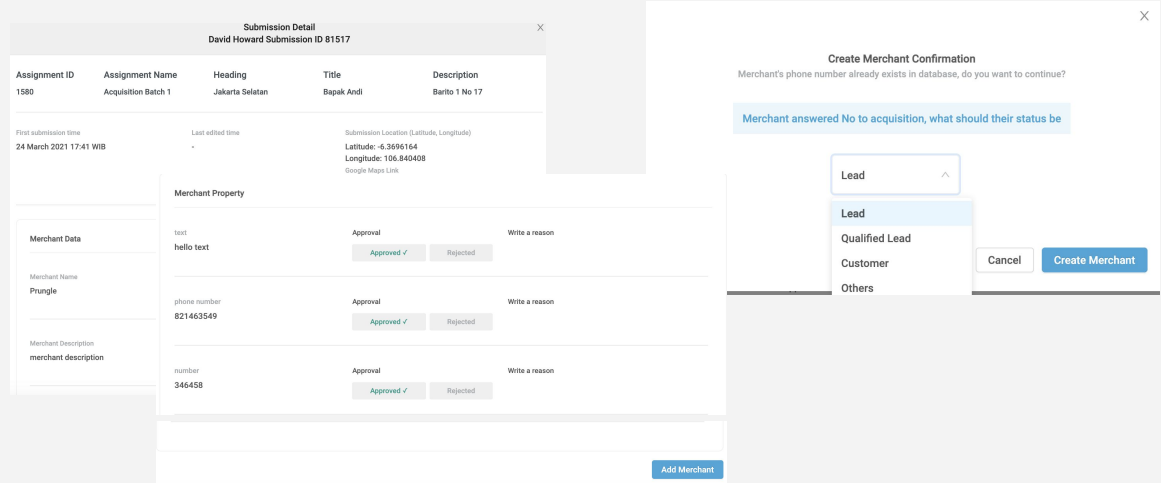 Submission Detail
David Howard Submission ID 81517
X
Assignment ID Assignment Name Heading Title Description
1580 Acquisition Batch 1 Jakarta Selatan Bapak Andi Barito 1 No 17
First submission time Last edited time Submission Location (Latitude, Longitude)
24 March 2021 17:41 WIB - Latitude: -6.3696164
Longitude: 106.840408
Google Maps Link
Merchant Data
Merchant Name
Prungle
Merchant Description
merchant description
Merchant Property
text Approval Write a reason
hello text Approved ✓ Rejected
phone number Approval Write a reason
821463549 Approved ✓ Rejected
number Approval Write a reason
346458 Approved ✓ Rejected
Add Merchant
X
Create Merchant Confirmation
Merchant's phone number already exists in database, do you want to continue?
Merchant answered No to acquisition, what should their status be
Lead
Lead
Qualified Lead
Customer
Others
Cancel Create Merchant